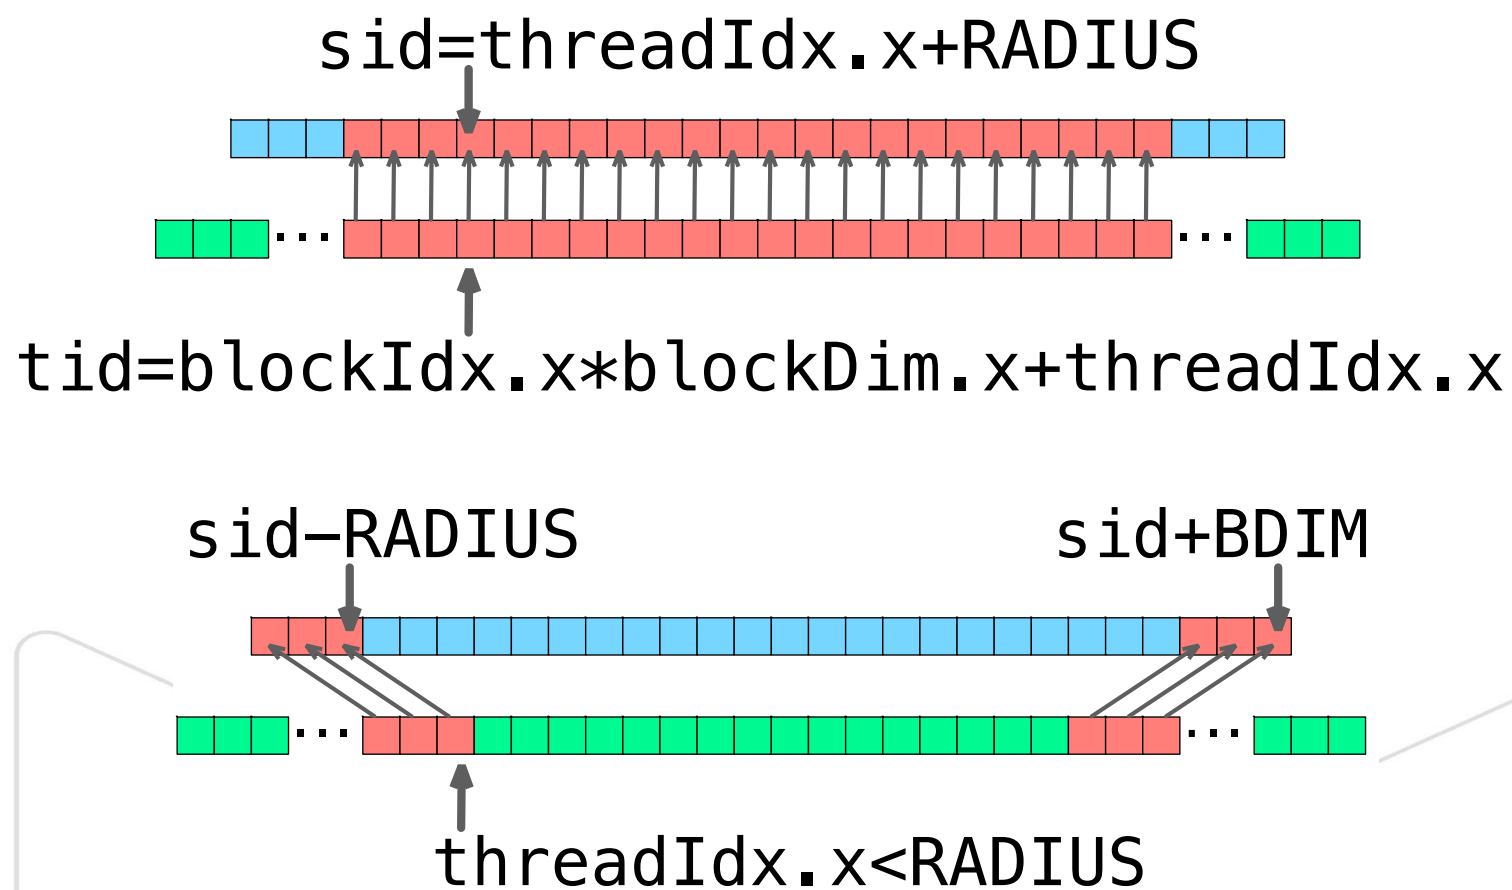 sid=threadIdx.x+RADIUS
...
...
tid=blockIdx.x*blockDim.x+threadIdx.x
sid−RADIUS
sid+BDIM
...
...
threadIdx.x<RADIUS